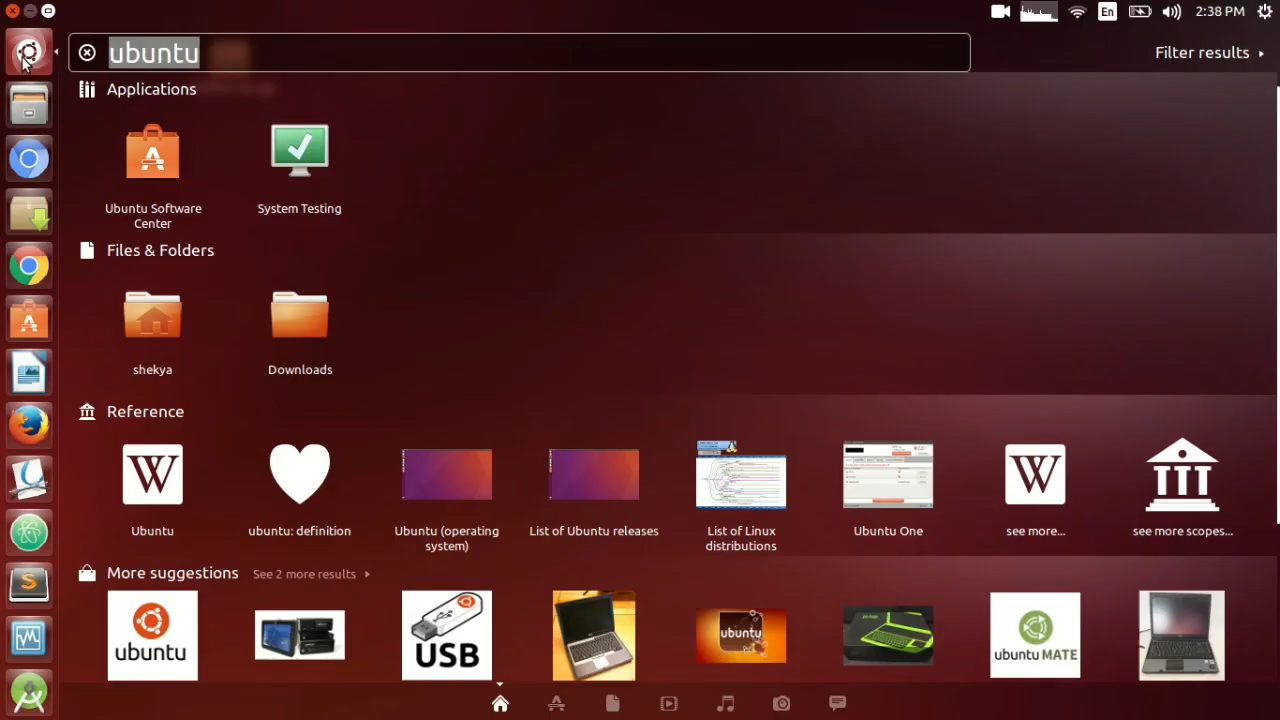 En
2:38 PM
ubuntu
Filter results
Applications
Ubuntu Software
Center
System Testing
Files & Folders
shekya
Downloads
Reference
Ubuntu
ubuntu: definition
Ubuntu (operating
system)
List of Ubuntu releases
List of Linux
distributions
Ubuntu One
see more...
see more scopes...
More suggestions
See 2 more results
ubuntu
USB
ubuntu
ubuntu MATE